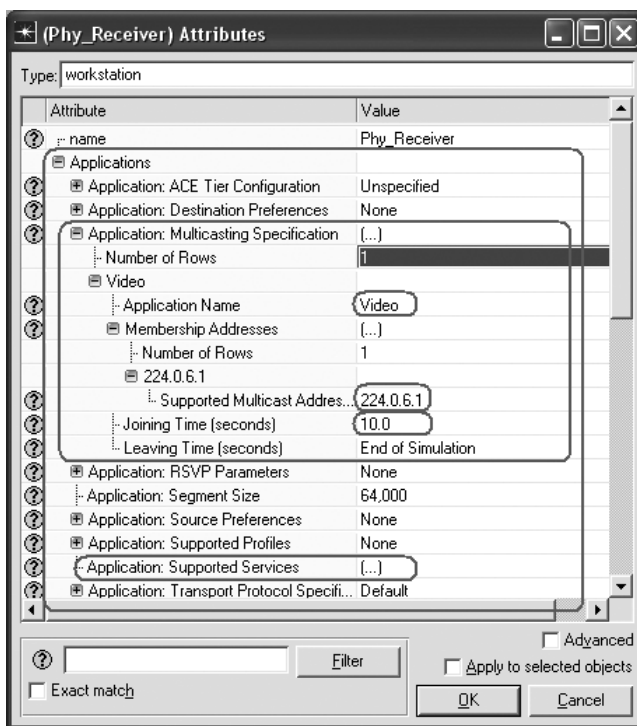 (Phy_Receiver) Attributes
Type: workstation
Attribute Value
name Phy_Receiver
Applications
Application: ACE Tier Configuration Unspecified
Application: Destination Preferences None
Application: Multicasting Specification (...)
Number of Rows 1
Video
Application Name Video
Membership Addresses (...)
Number of Rows 1
224.0.6.1
Supported Multicast Addres... 224.0.6.1
Joining Time (seconds) 10.0
Leaving Time (seconds) End of Simulation
Application: RSVP Parameters None
Application: Segment Size 64,000
Application: Source Preferences None
Application: Supported Profiles None
Application: Supported Services (...)
Application: Transport Protocol Specifi... Default
Advanced
Filter
Apply to selected objects
Exact match
OK Cancel